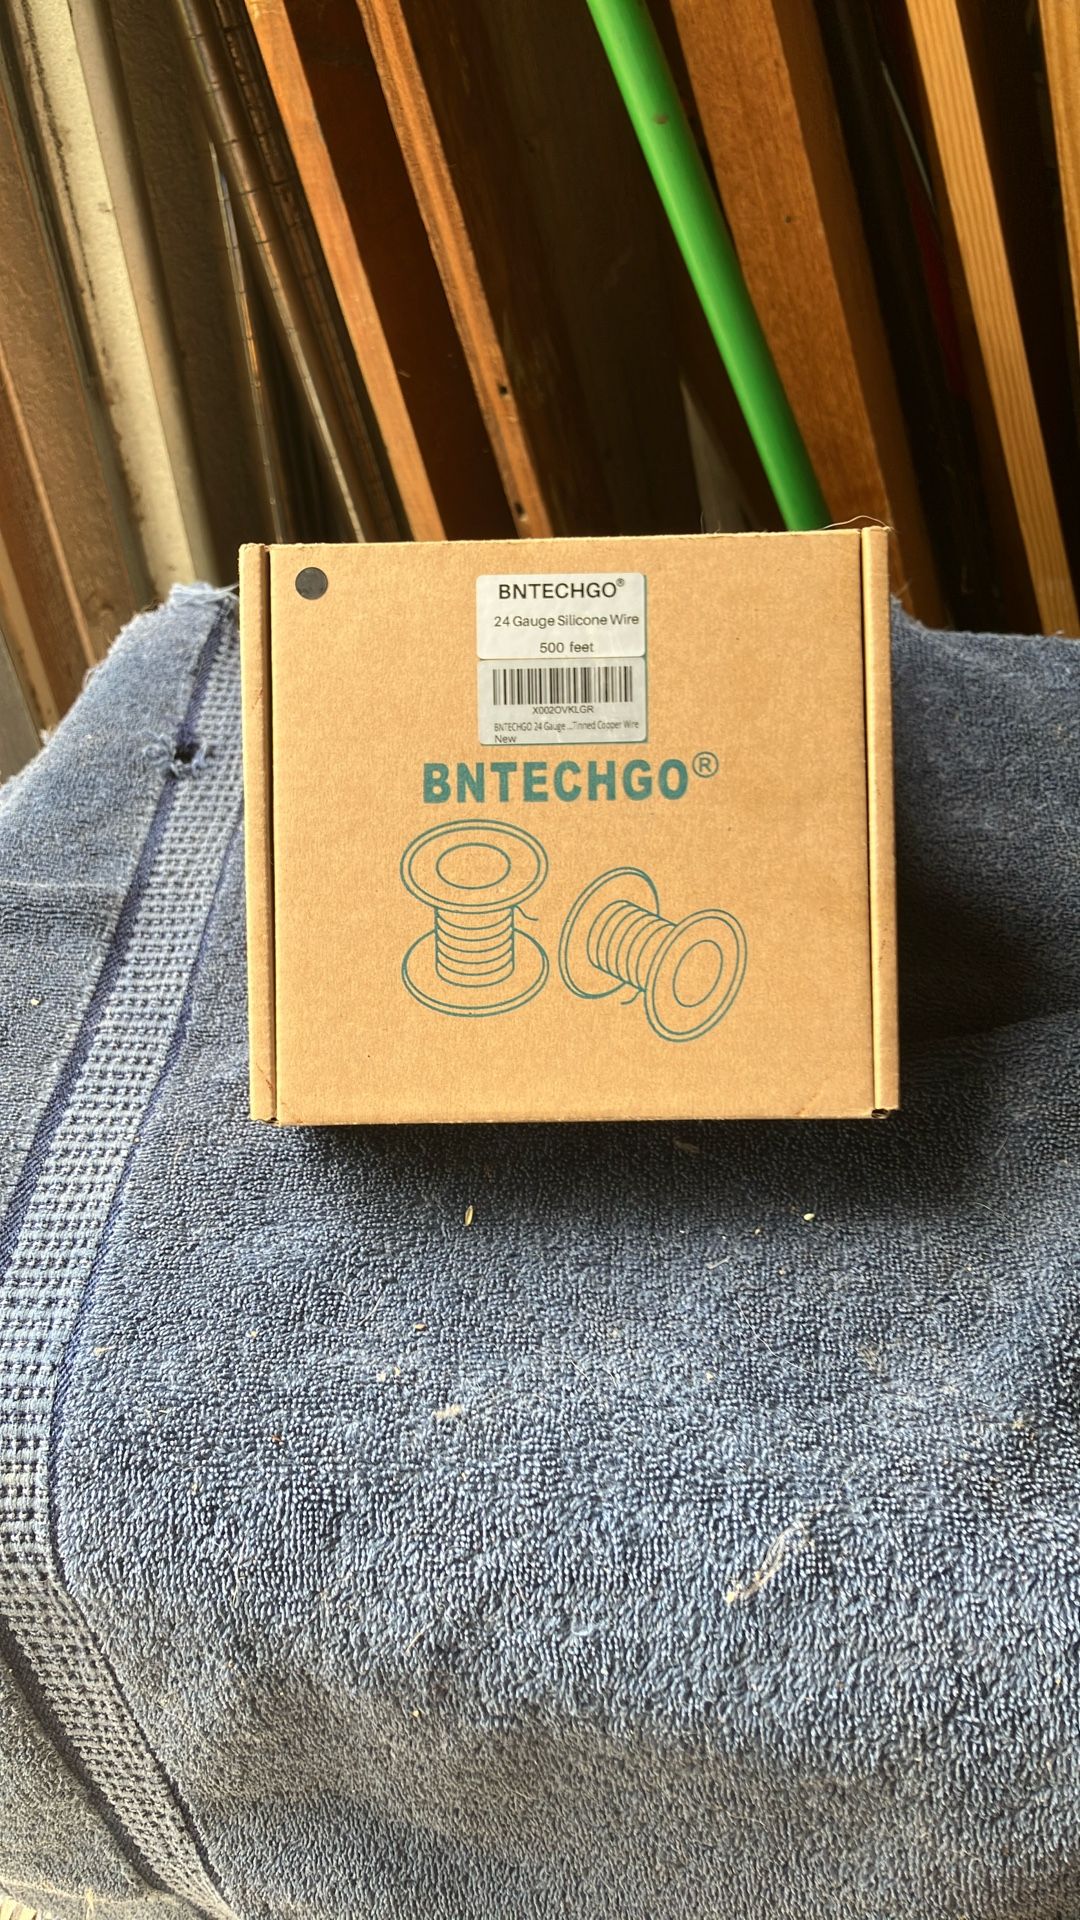 BNTECHGO®
24 Gauge Silicone Wire
500 feet
X002OVKLGR
BNTECHGO 24 Gauge ...Tinned Copper Wire
New
BNTECHGO®